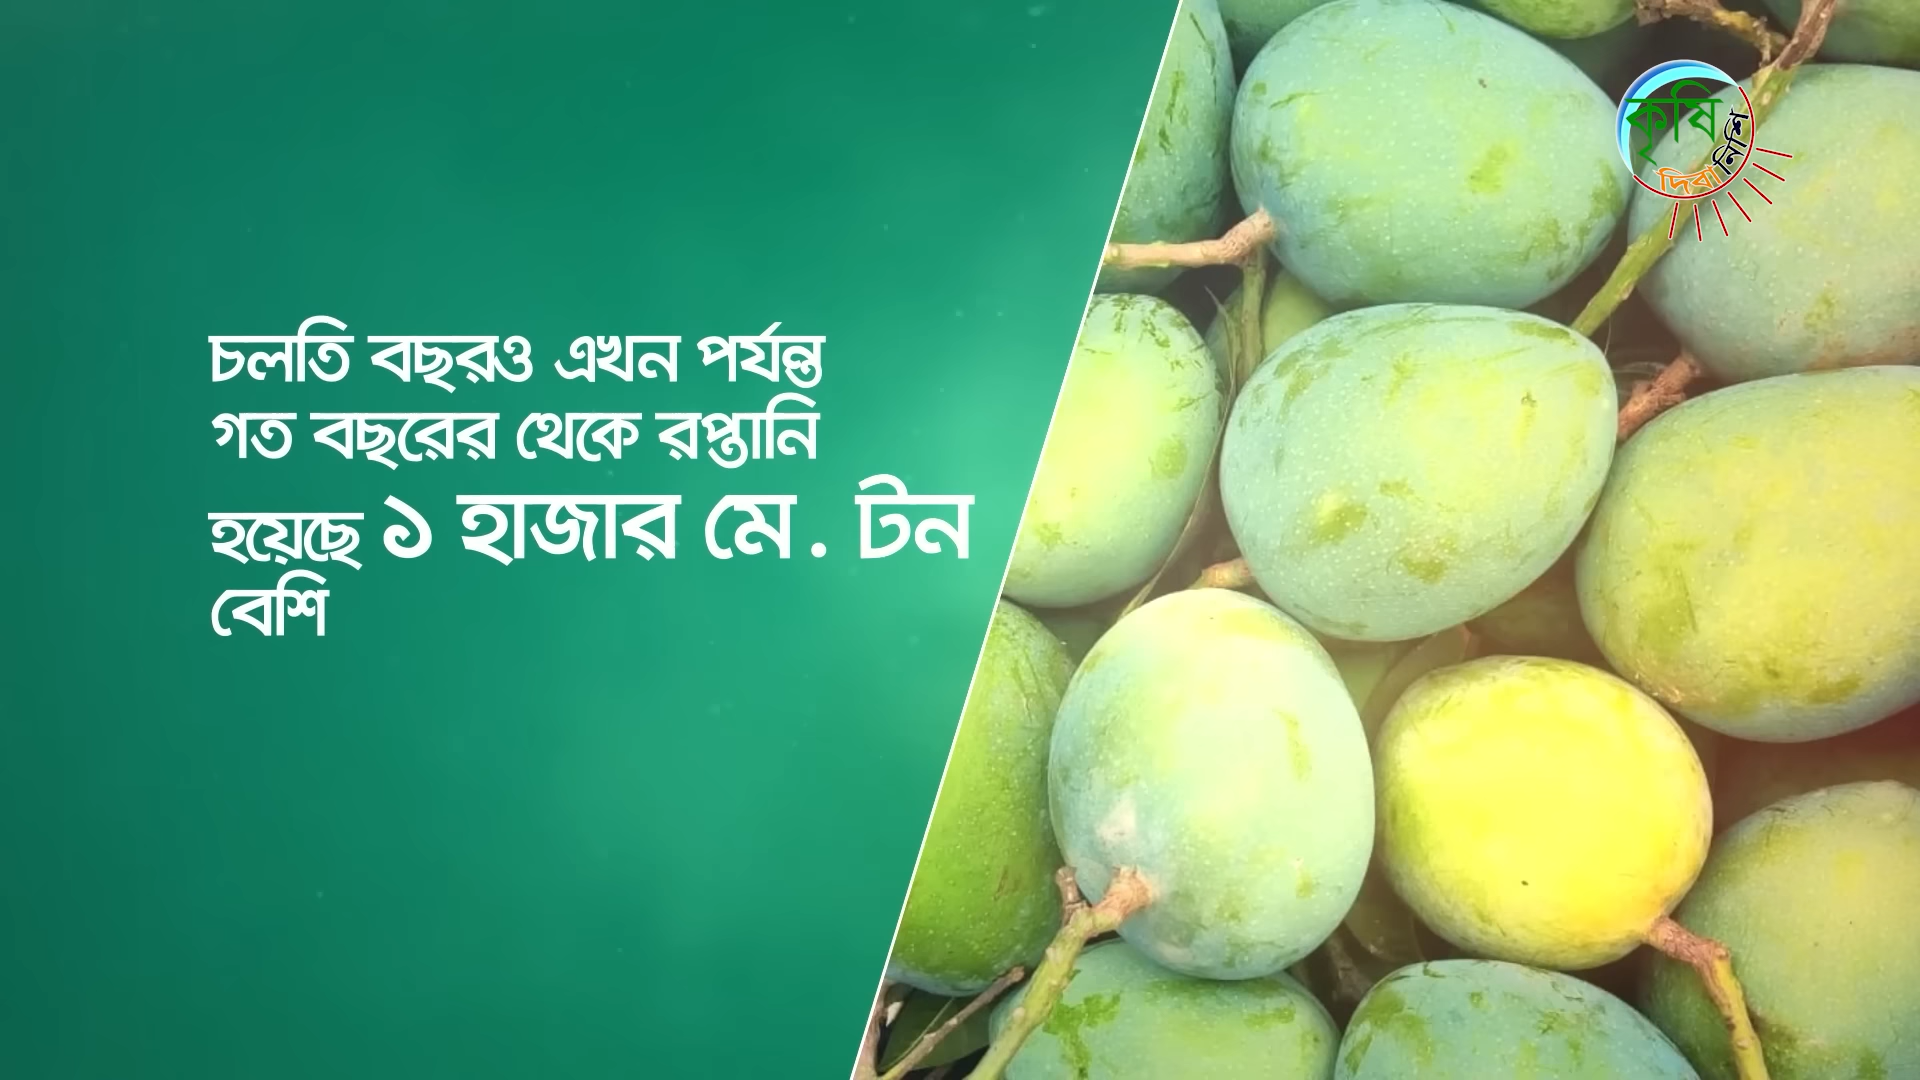 চলতি বছরও এখন পর্যন্ত
গত বছরের থেকে রপ্তানি
হয়েছে ১ হাজার মে. টন
বেশি
কৃষি
দিবানিশি